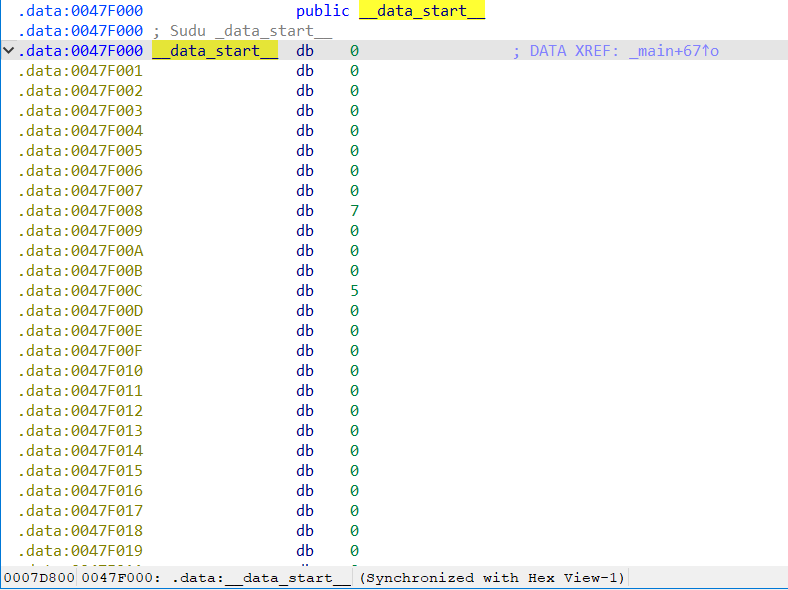 .data:0047F000 public __data_start__
.data:0047F000 ; Sudu _data_start__
.data:0047F000 __data_start__ db 0 ; DATA XREF: _main+67↑o
.data:0047F001 db 0
.data:0047F002 db 0
.data:0047F003 db 0
.data:0047F004 db 0
.data:0047F005 db 0
.data:0047F006 db 0
.data:0047F007 db 0
.data:0047F008 db 7
.data:0047F009 db 0
.data:0047F00A db 0
.data:0047F00B db 0
.data:0047F00C db 5
.data:0047F00D db 0
.data:0047F00E db 0
.data:0047F00F db 0
.data:0047F010 db 0
.data:0047F011 db 0
.data:0047F012 db 0
.data:0047F013 db 0
.data:0047F014 db 0
.data:0047F015 db 0
.data:0047F016 db 0
.data:0047F017 db 0
.data:0047F018 db 0
.data:0047F019 db 0
0007D800 0047F000: .data:__data_start__ (Synchronized with Hex View-1)